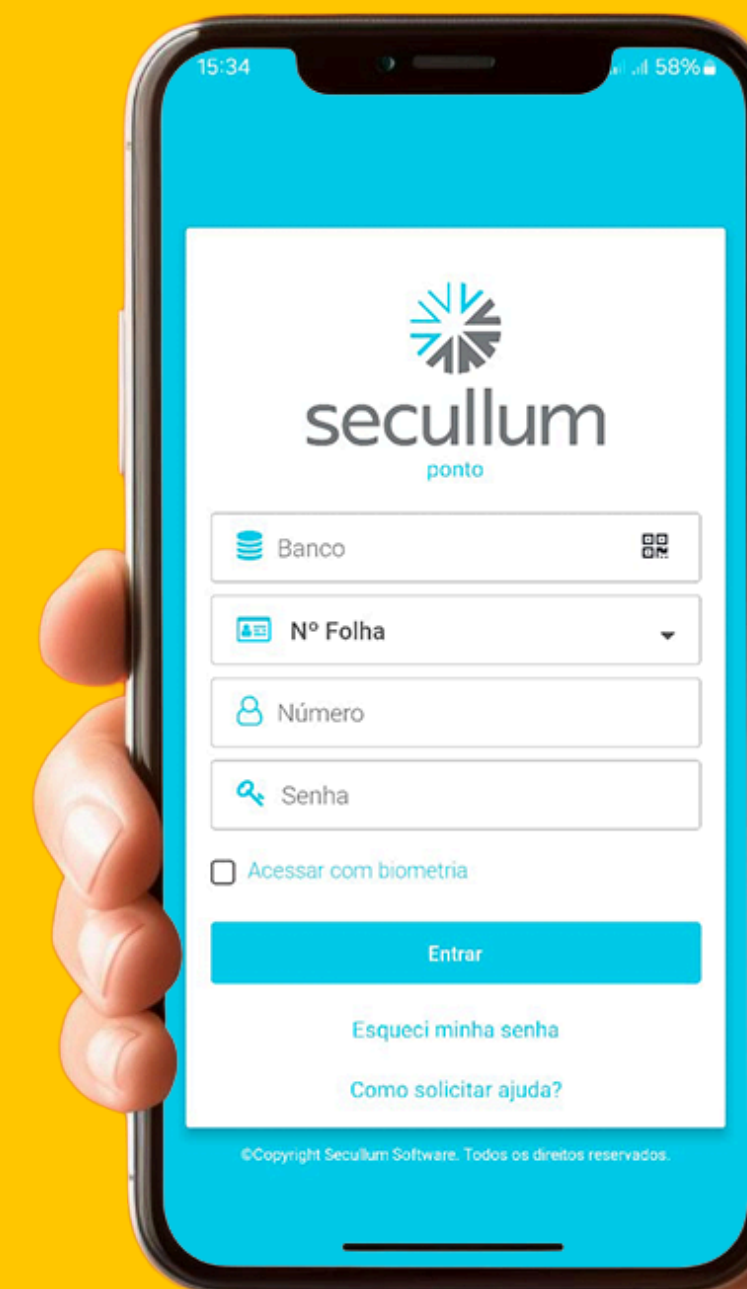 15:34
58%
secullum
ponto
Banco
Nº Folha
Número
Senha
Acessar com biometria
Entrar
Esqueci minha senha
Como solicitar ajuda?
©Copyright Secullum Software. Todos os direitos reservados.